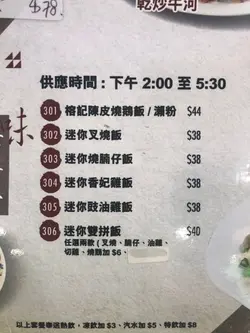 $78
乾炒牛河
供應時間：下午 2:00 至 5:30
301 榕記陳皮燒鵝飯 / 瀨粉 $44
302 迷你叉燒飯 $38
303 迷你燒腩仔飯 $38
304 迷你香妃雞飯 $38
305 迷你豉油雞飯 $38
306 迷你雙拼飯 $40
任選兩款 ( 叉燒、腩仔、油雞、
切雞、燒鵝加 $6、
味
以上套餐奉送熱飲，凍飲加 $3、汽水加 $5、特飲加 $8